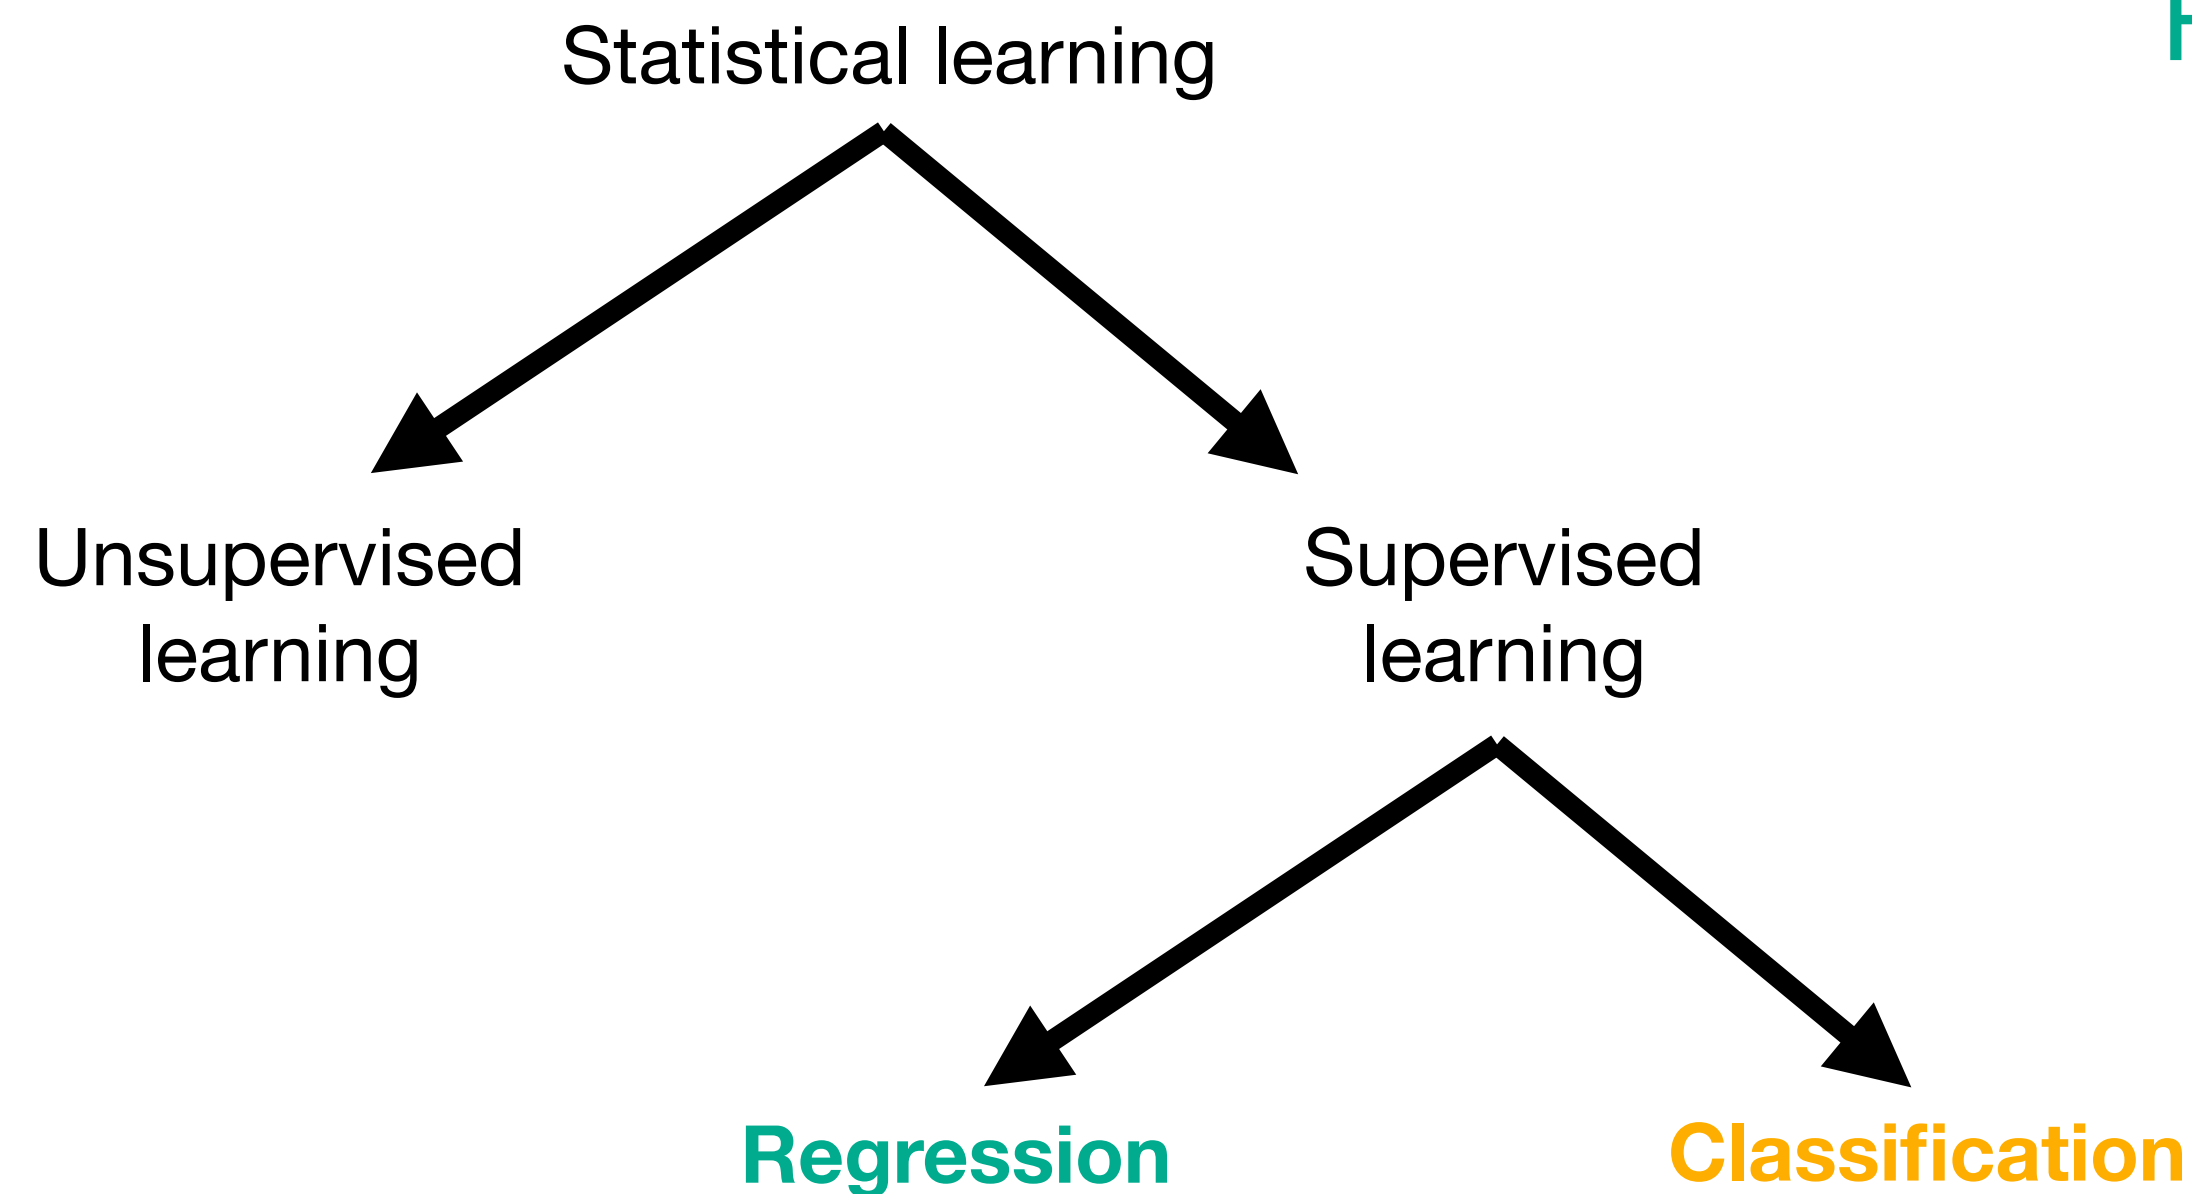 Statistical learning
Unsupervised
learning
Supervised
learning
Regression
Classification